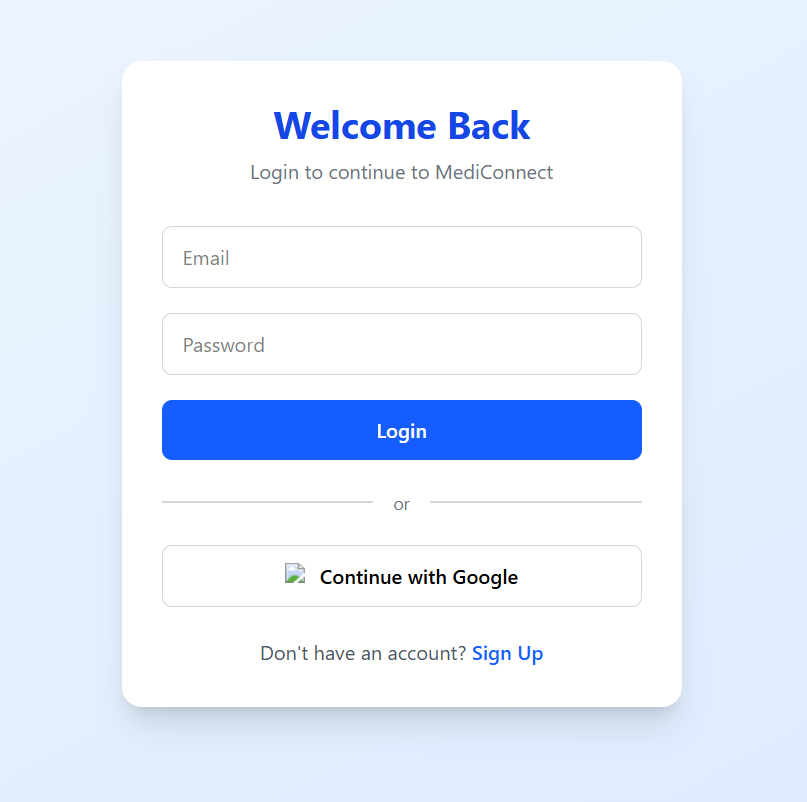 Welcome Back
Login to continue to MediConnect
Email
Password
Login
or
Continue with Google
Don't have an account? Sign Up